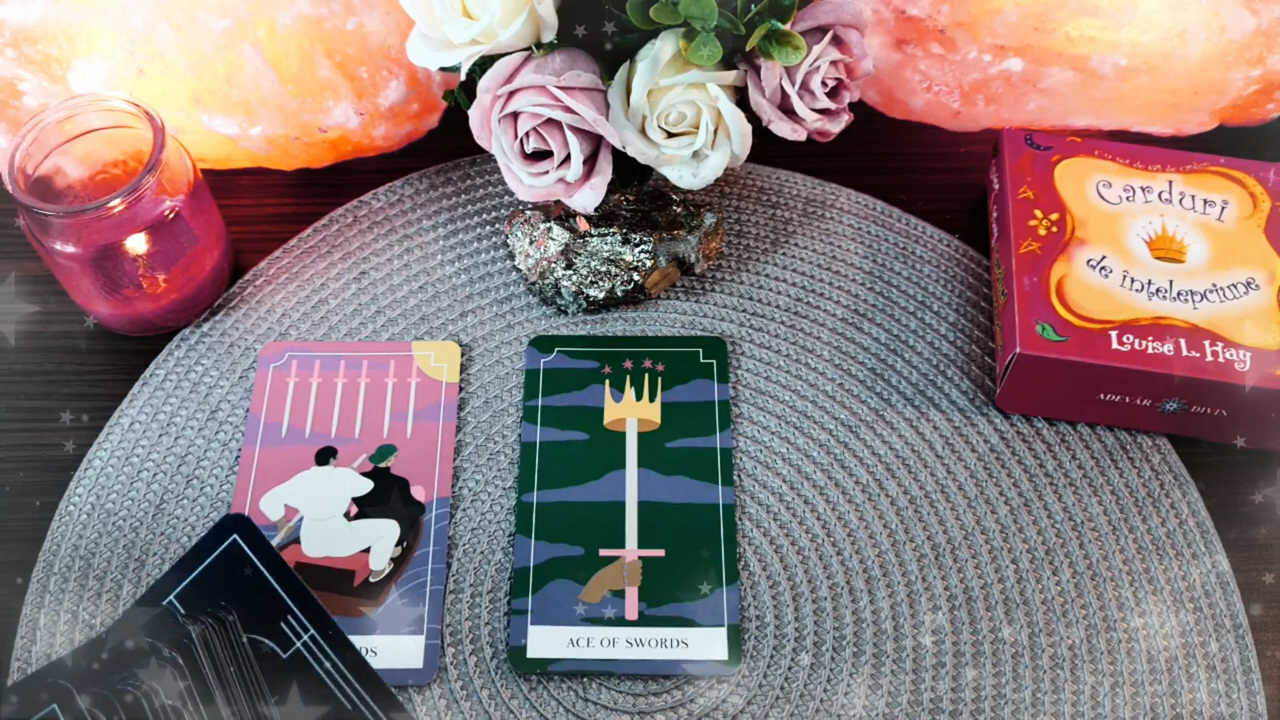 Carduri
de înțelepciune
Louise L. Hay
ADEVĂR DIVIN
ACE OF SWORDS